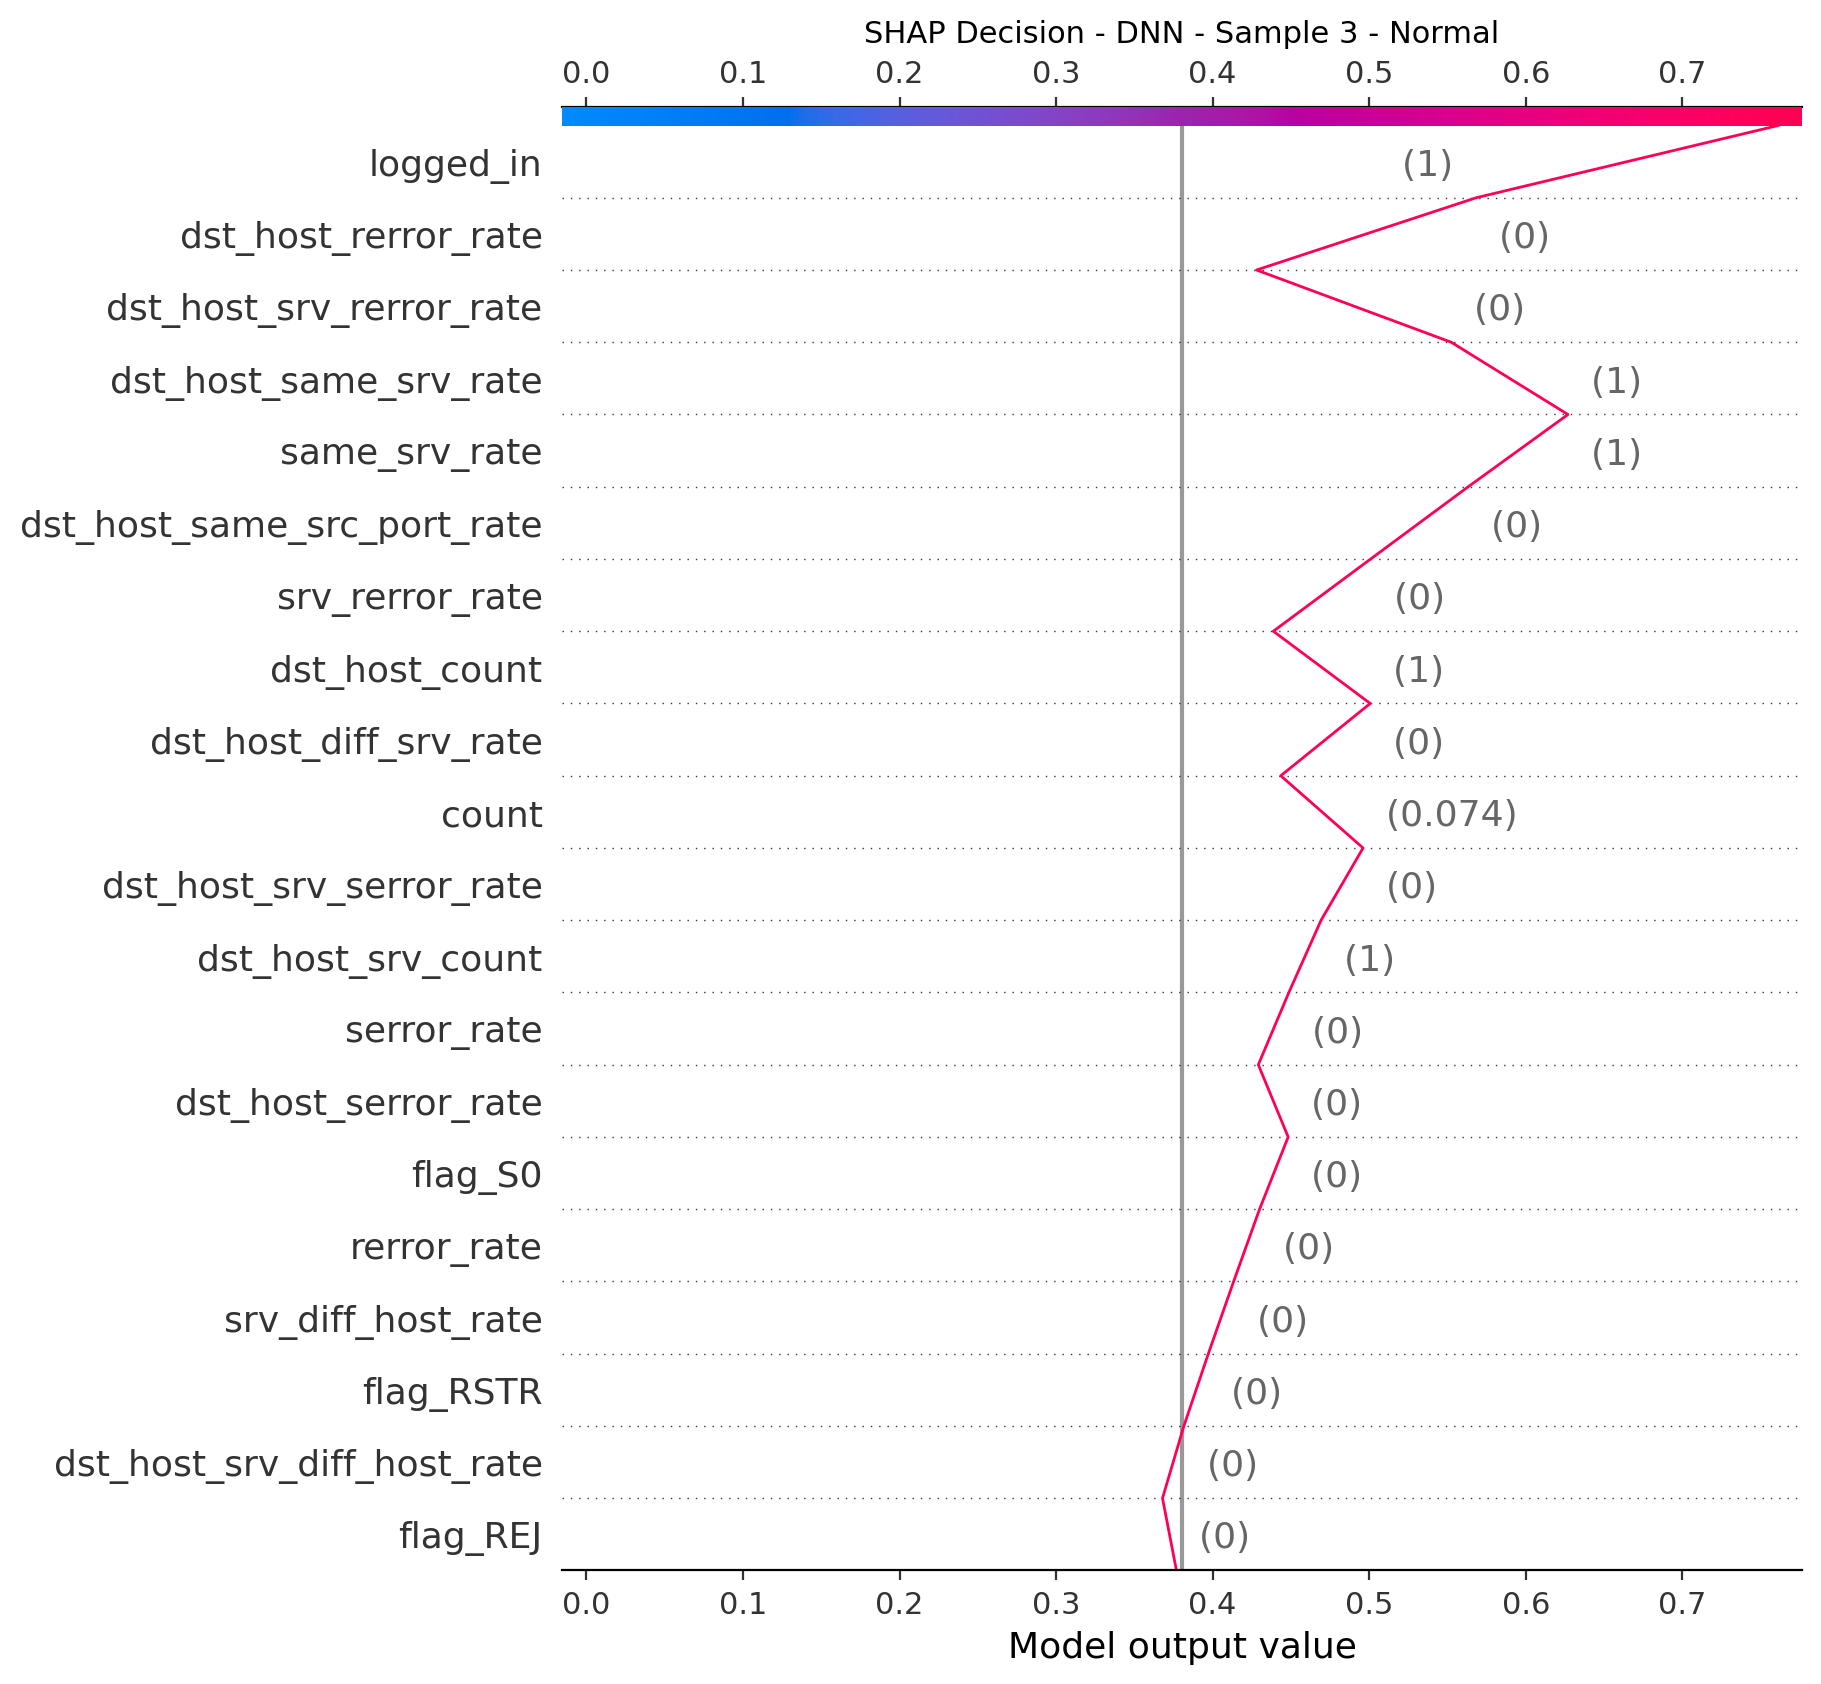 SHAP Decision - DNN - Sample 3 - Normal
0.0 0.1 0.2 0.3 0.4 0.5 0.6 0.7
logged_in (1)
dst_host_rerror_rate (0)
dst_host_srv_rerror_rate (0)
dst_host_same_srv_rate (1)
same_srv_rate (1)
dst_host_same_src_port_rate (0)
srv_rerror_rate (0)
dst_host_count (1)
dst_host_diff_srv_rate (0)
count (0.074)
dst_host_srv_serror_rate (0)
dst_host_srv_count (1)
serror_rate (0)
dst_host_serror_rate (0)
flag_S0 (0)
rerror_rate (0)
srv_diff_host_rate (0)
flag_RSTR (0)
dst_host_srv_diff_host_rate (0)
flag_REJ (0)
0.0 0.1 0.2 0.3 0.4 0.5 0.6 0.7
Model output value